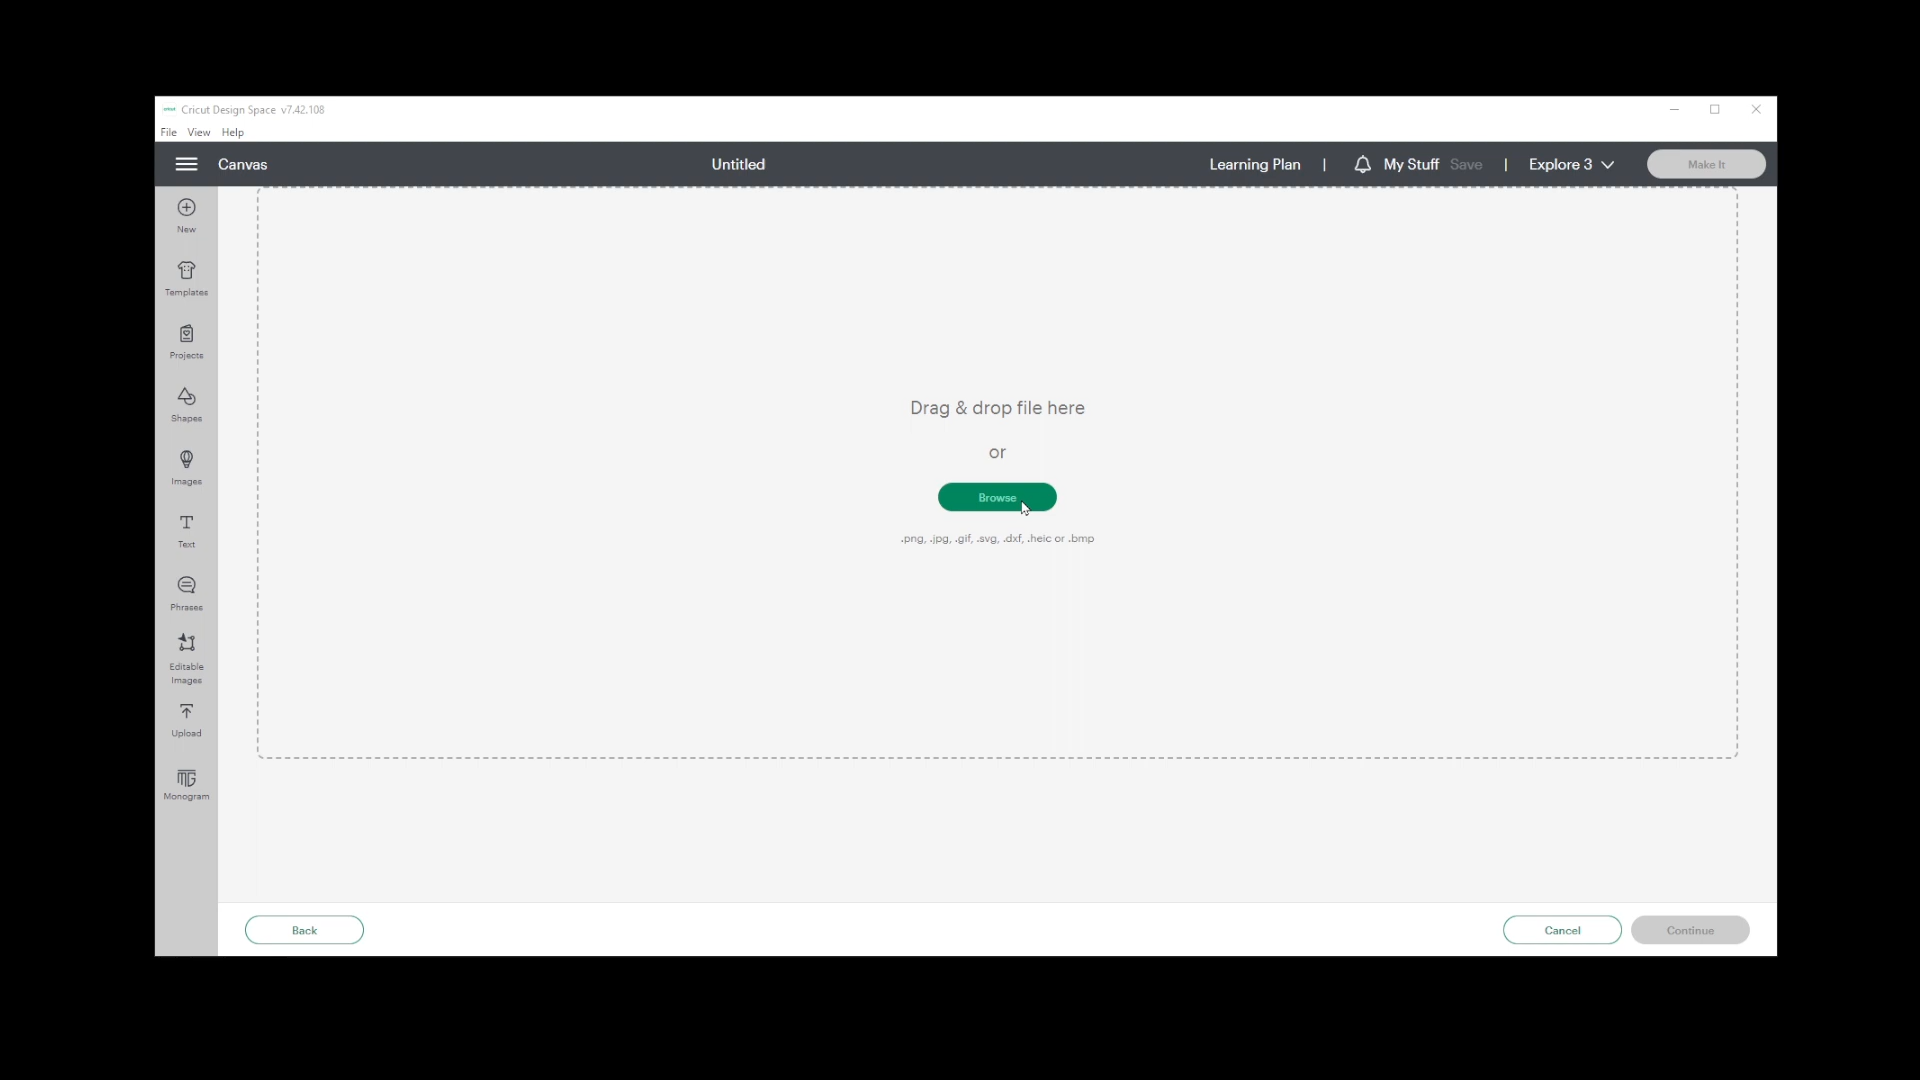 Cricut Design Space v7.42.108
File View Help
Canvas
Untitled
Learning Plan | My Stuff Save | Explore 3
Make It
New
Templates
Projects
Shapes
Images
Text
Phrases
Editable
Images
Upload
Monogram
Drag & drop file here
or
Browse
.png, .jpg, .gif, .svg, .dxf, .heic or .bmp
Back
Cancel
Continue